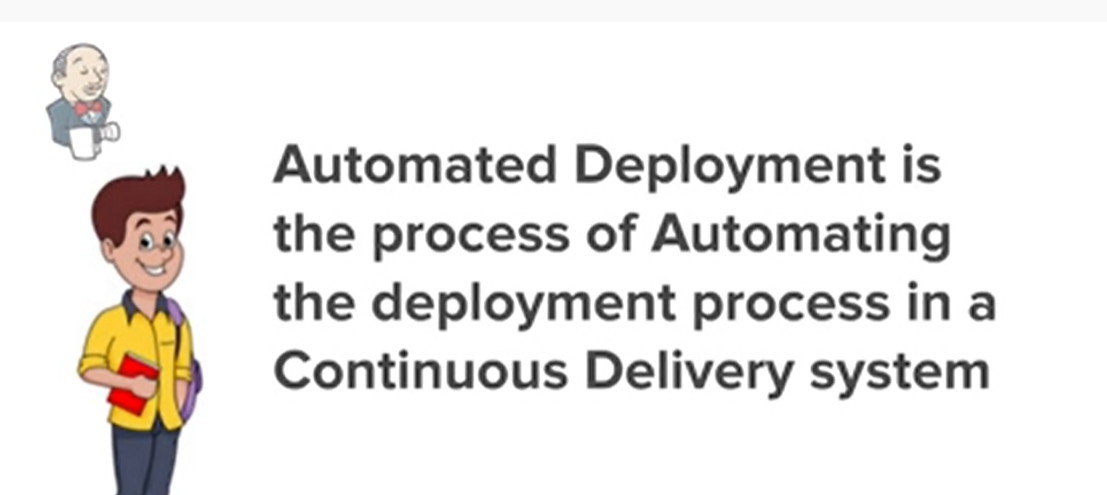 Automated Deployment is
the process of Automating
the deployment process in a
Continuous Delivery system